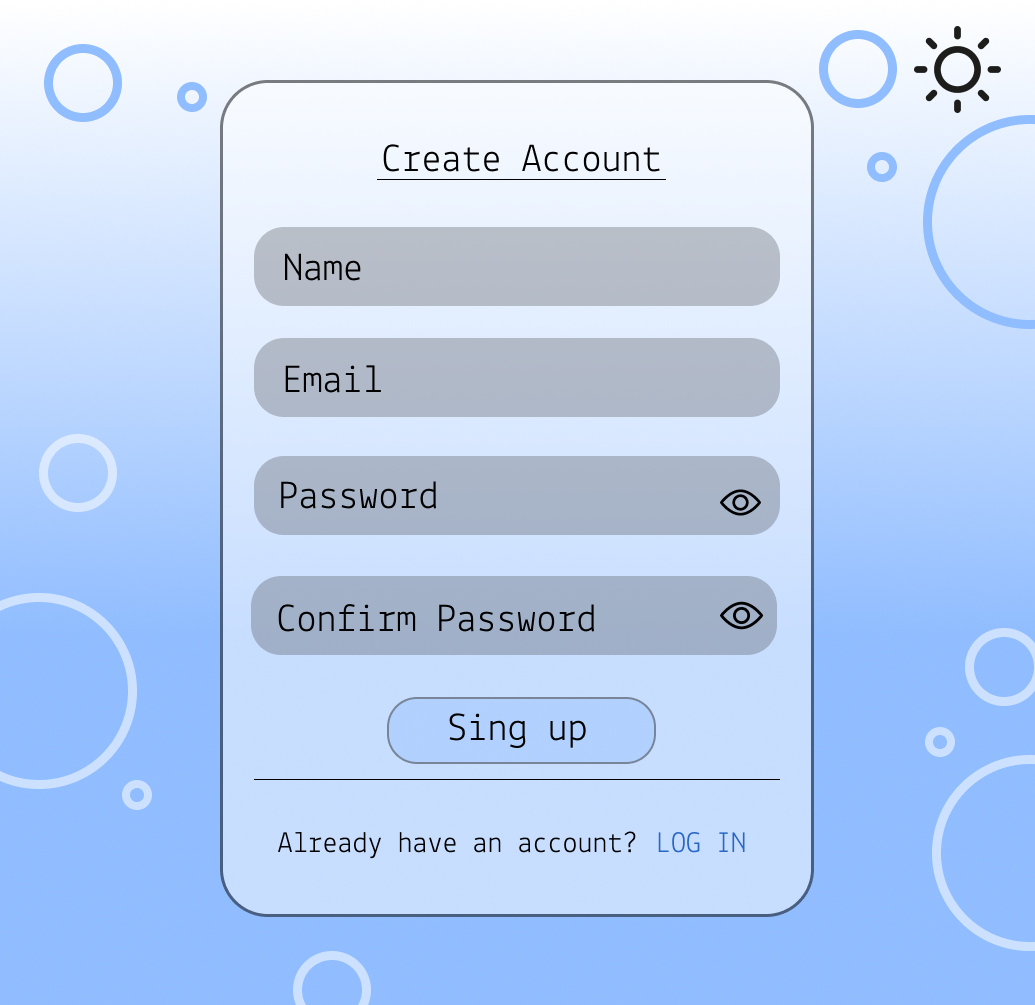 Create Account
Name
Email
Password
Confirm Password
Sing up
Already have an account? LOG IN